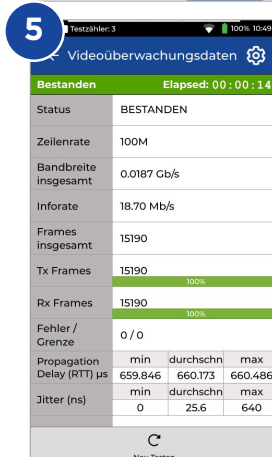 5
Testzähler: 3 100% 10:49
Videoüberwachungsdaten
Bestanden Elapsed: 00:00:14
Status BESTANDEN
Zeilenrate 100M
Bandbreite
insgesamt 0.0187 Gb/s
Inforate 18.70 Mb/s
Frames
insgesamt 15190
Tx Frames 15190
100%
Rx Frames 15190
100%
Fehler /
Grenze 0 / 0
Propagation
Delay (RTT) µs
min durchschn max
659.846 660.173 660.486
Jitter (ns)
min durchschn max
0 25.6 640